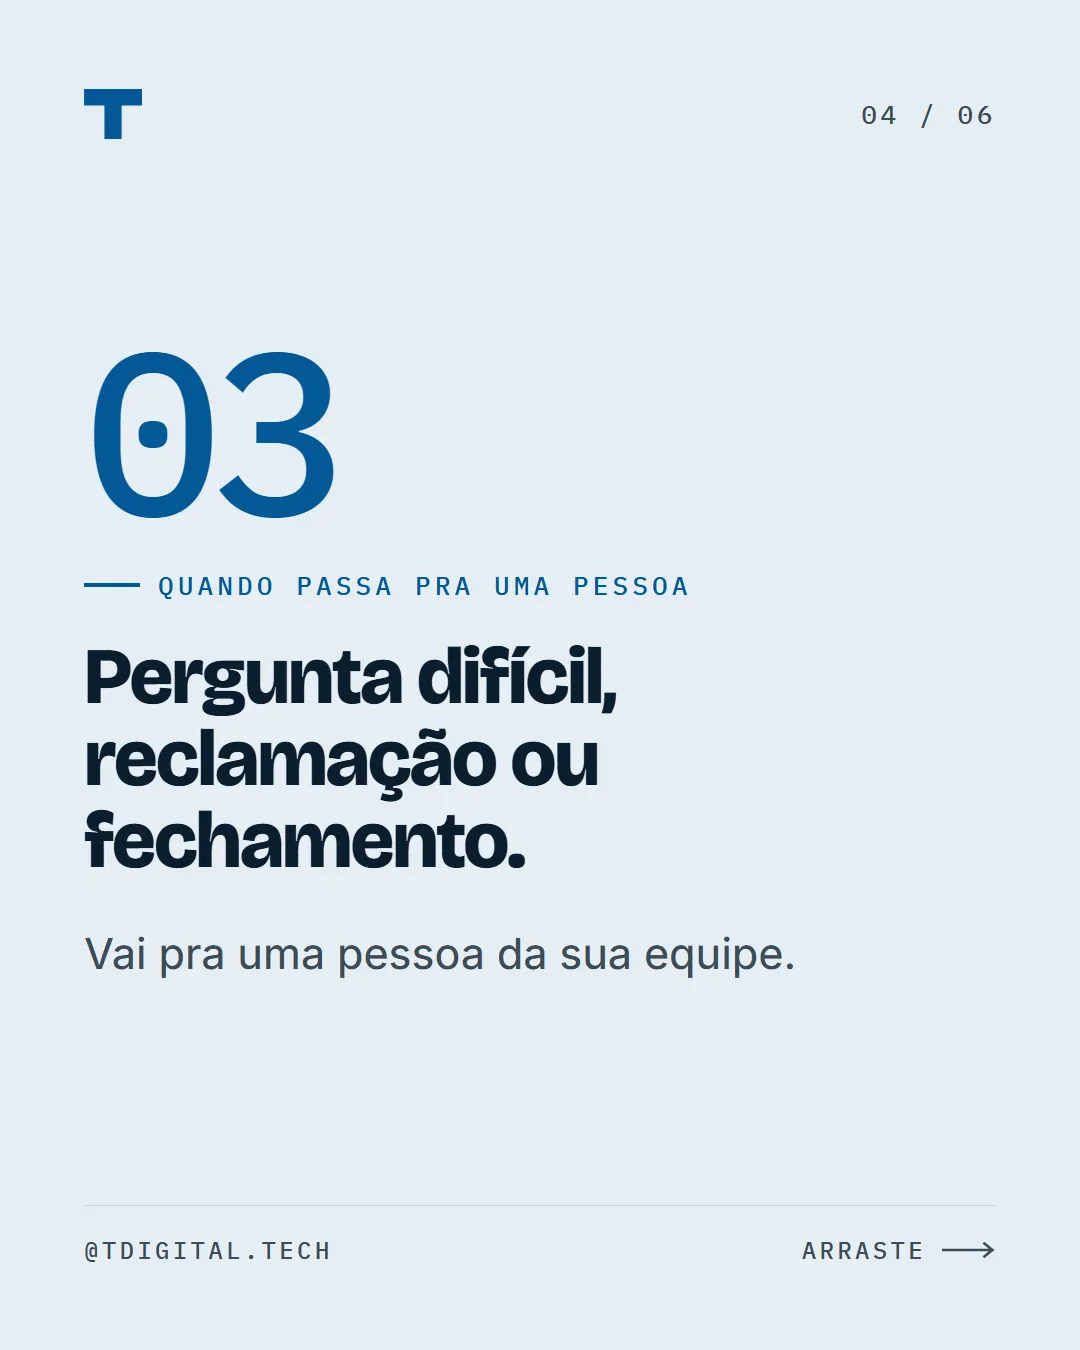 T
04 / 06
03
QUANDO PASSA PRA UMA PESSOA
Pergunta difícil,
reclamação ou
fechamento.
Vai pra uma pessoa da sua equipe.
@TDIGITAL.TECH
ARRASTE